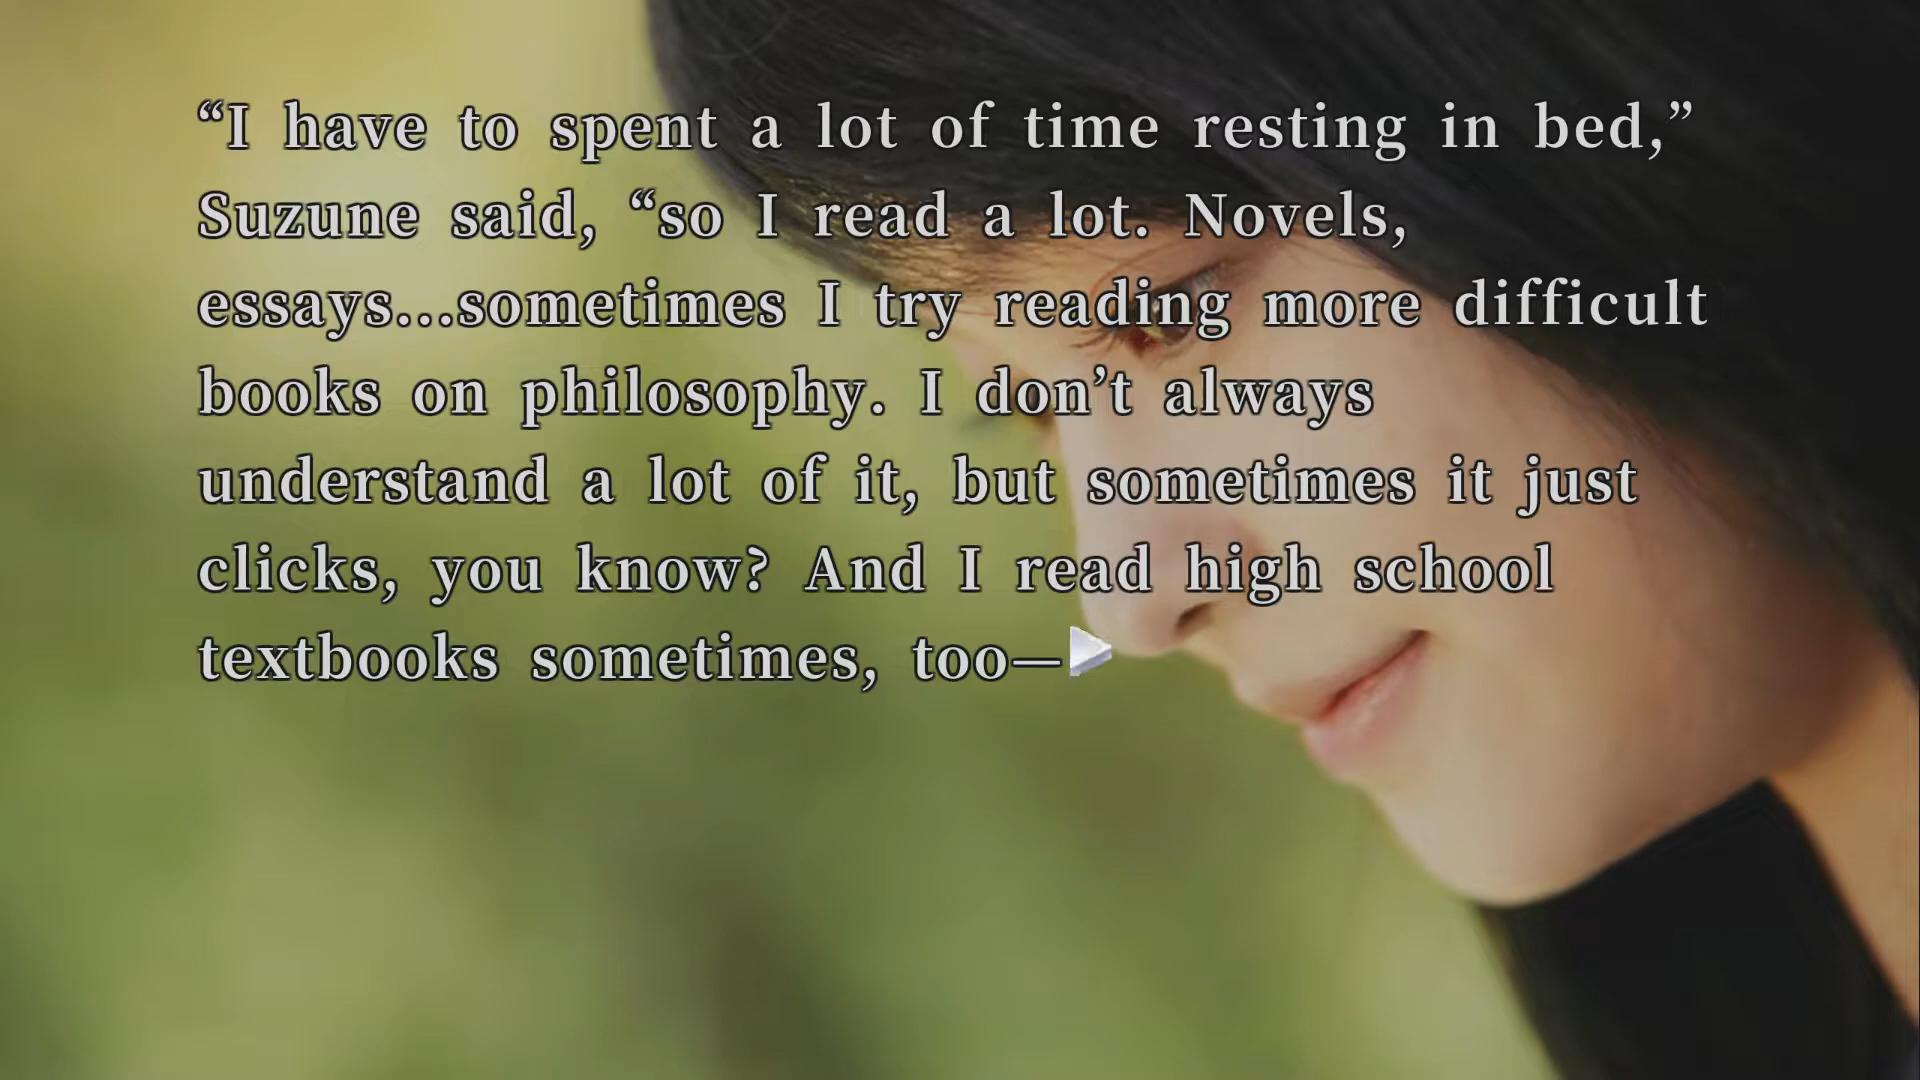 “I have to spent a lot of time resting in bed,”
Suzune said, “so I read a lot. Novels,
essays...sometimes I try reading more difficult
books on philosophy. I don’t always
understand a lot of it, but sometimes it just
clicks, you know? And I read high school
textbooks sometimes, too—